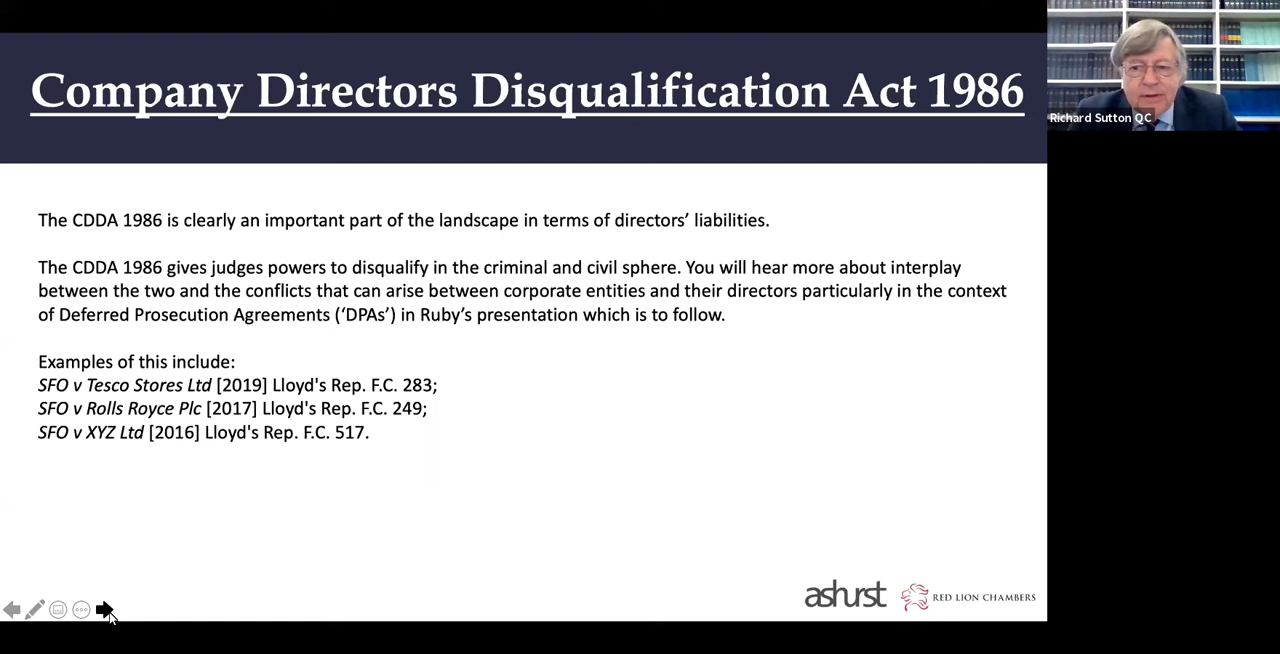 Company Directors Disqualification Act 1986
Richard Sutton QC
The CDDA 1986 is clearly an important part of the landscape in terms of directors’ liabilities.
The CDDA 1986 gives judges powers to disqualify in the criminal and civil sphere. You will hear more about interplay
between the two and the conflicts that can arise between corporate entities and their directors particularly in the context
of Deferred Prosecution Agreements (‘DPAs’) in Ruby’s presentation which is to follow.
Examples of this include:
SFO v Tesco Stores Ltd [2019] Lloyd's Rep. F.C. 283;
SFO v Rolls Royce Plc [2017] Lloyd's Rep. F.C. 249;
SFO v XYZ Ltd [2016] Lloyd's Rep. F.C. 517.
ashurst
RED LION CHAMBERS